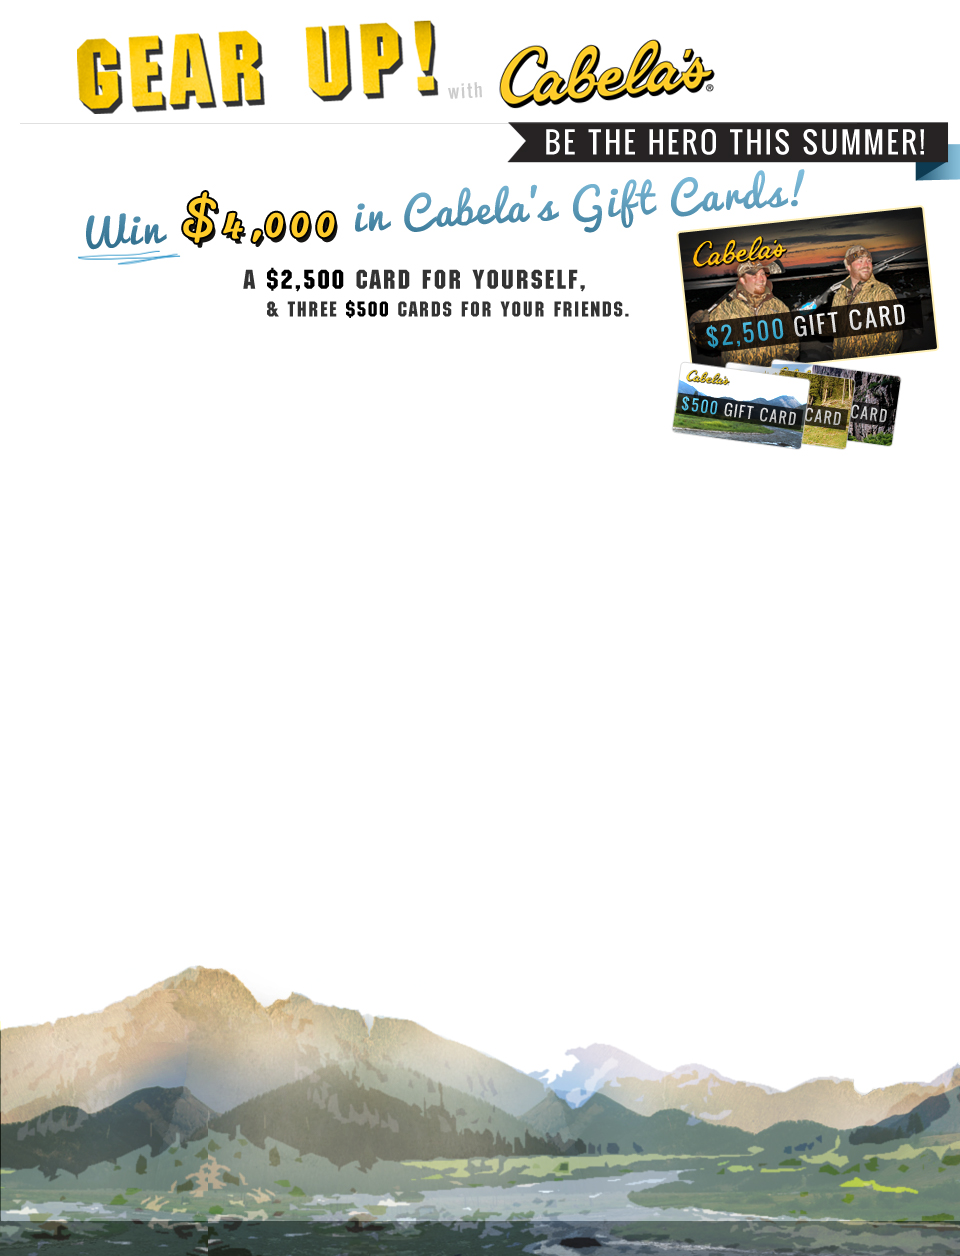 GEAR UP! with Cabela's®
BE THE HERO THIS SUMMER!
Win $4,000 in Cabela's Gift Cards!
A $2,500 CARD FOR YOURSELF,
& THREE $500 CARDS FOR YOUR FRIENDS.
Cabela's
$2,500 GIFT CARD
Cabela's
$500 GIFT CARD
CARD
CARD